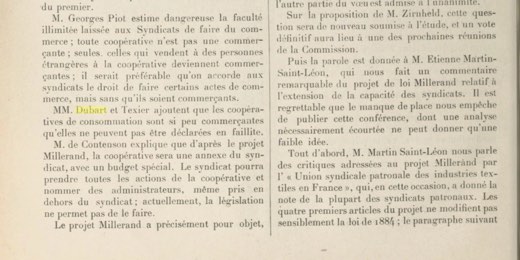 du premier.
M. Georges Piot estime dangereuse la faculté
illimitée laissée aux Syndicats de faire du com-
merce ; toute coopérative n'est pas une commer-
çante ; seules, celles qui vendent à des personnes
étrangères à la coopérative deviennent commer-
çantes ; il serait préférable qu'on accorde aux
syndicats le droit de faire certains actes de com-
merce, mais sans qu'ils soient commerçants.
MM. Dubart et Texier ajoutent que les coopéra-
tives de consommation sont si peu commerçantes
qu'elles ne peuvent pas être déclarées en faillite.
M. de Contenson explique que d'après le projet
Millerand, la coopérative sera une annexe du syn-
dicat, avec un budget spécial. Le syndicat pourra
prendre toutes les actions de la coopérative et
nommer des administrateurs, même pris en
dehors du syndicat ; actuellement, la législation
ne permet pas de le faire.
Le projet Millerand a précisément pour objet,
l'autre partie du vœu est admise à l'unanimité.
Sur la proposition de M. Zirnheld, cette ques-
tion sera de nouveau soumise à l'étude, et un vote
définitif aura lieu à une des prochaines réunions
de la Commission.
Puis la parole est donnée à M. Etienne Martin-
Saint-Léon, qui nous fait un commentaire
remarquable du projet de loi Millerand relatif à
l'extension de la capacité des syndicats. Il est
regrettable que le manque de place nous empêche
de publier cette conférence, dont une analyse
nécessairement écourtée ne peut donner qu'une
faible idée.
Tout d'abord, M. Martin Saint-Léon nous parle
des critiques adressées au projet Millerand par
l' « Union syndicale patronale des industries tex-
tiles en France », qui, en cette occasion, a donné la
note de la plupart des syndicats patronaux. Les
quatre premiers articles du projet ne modifient pas
sensiblement la loi de 1884 ; le paragraphe suivant